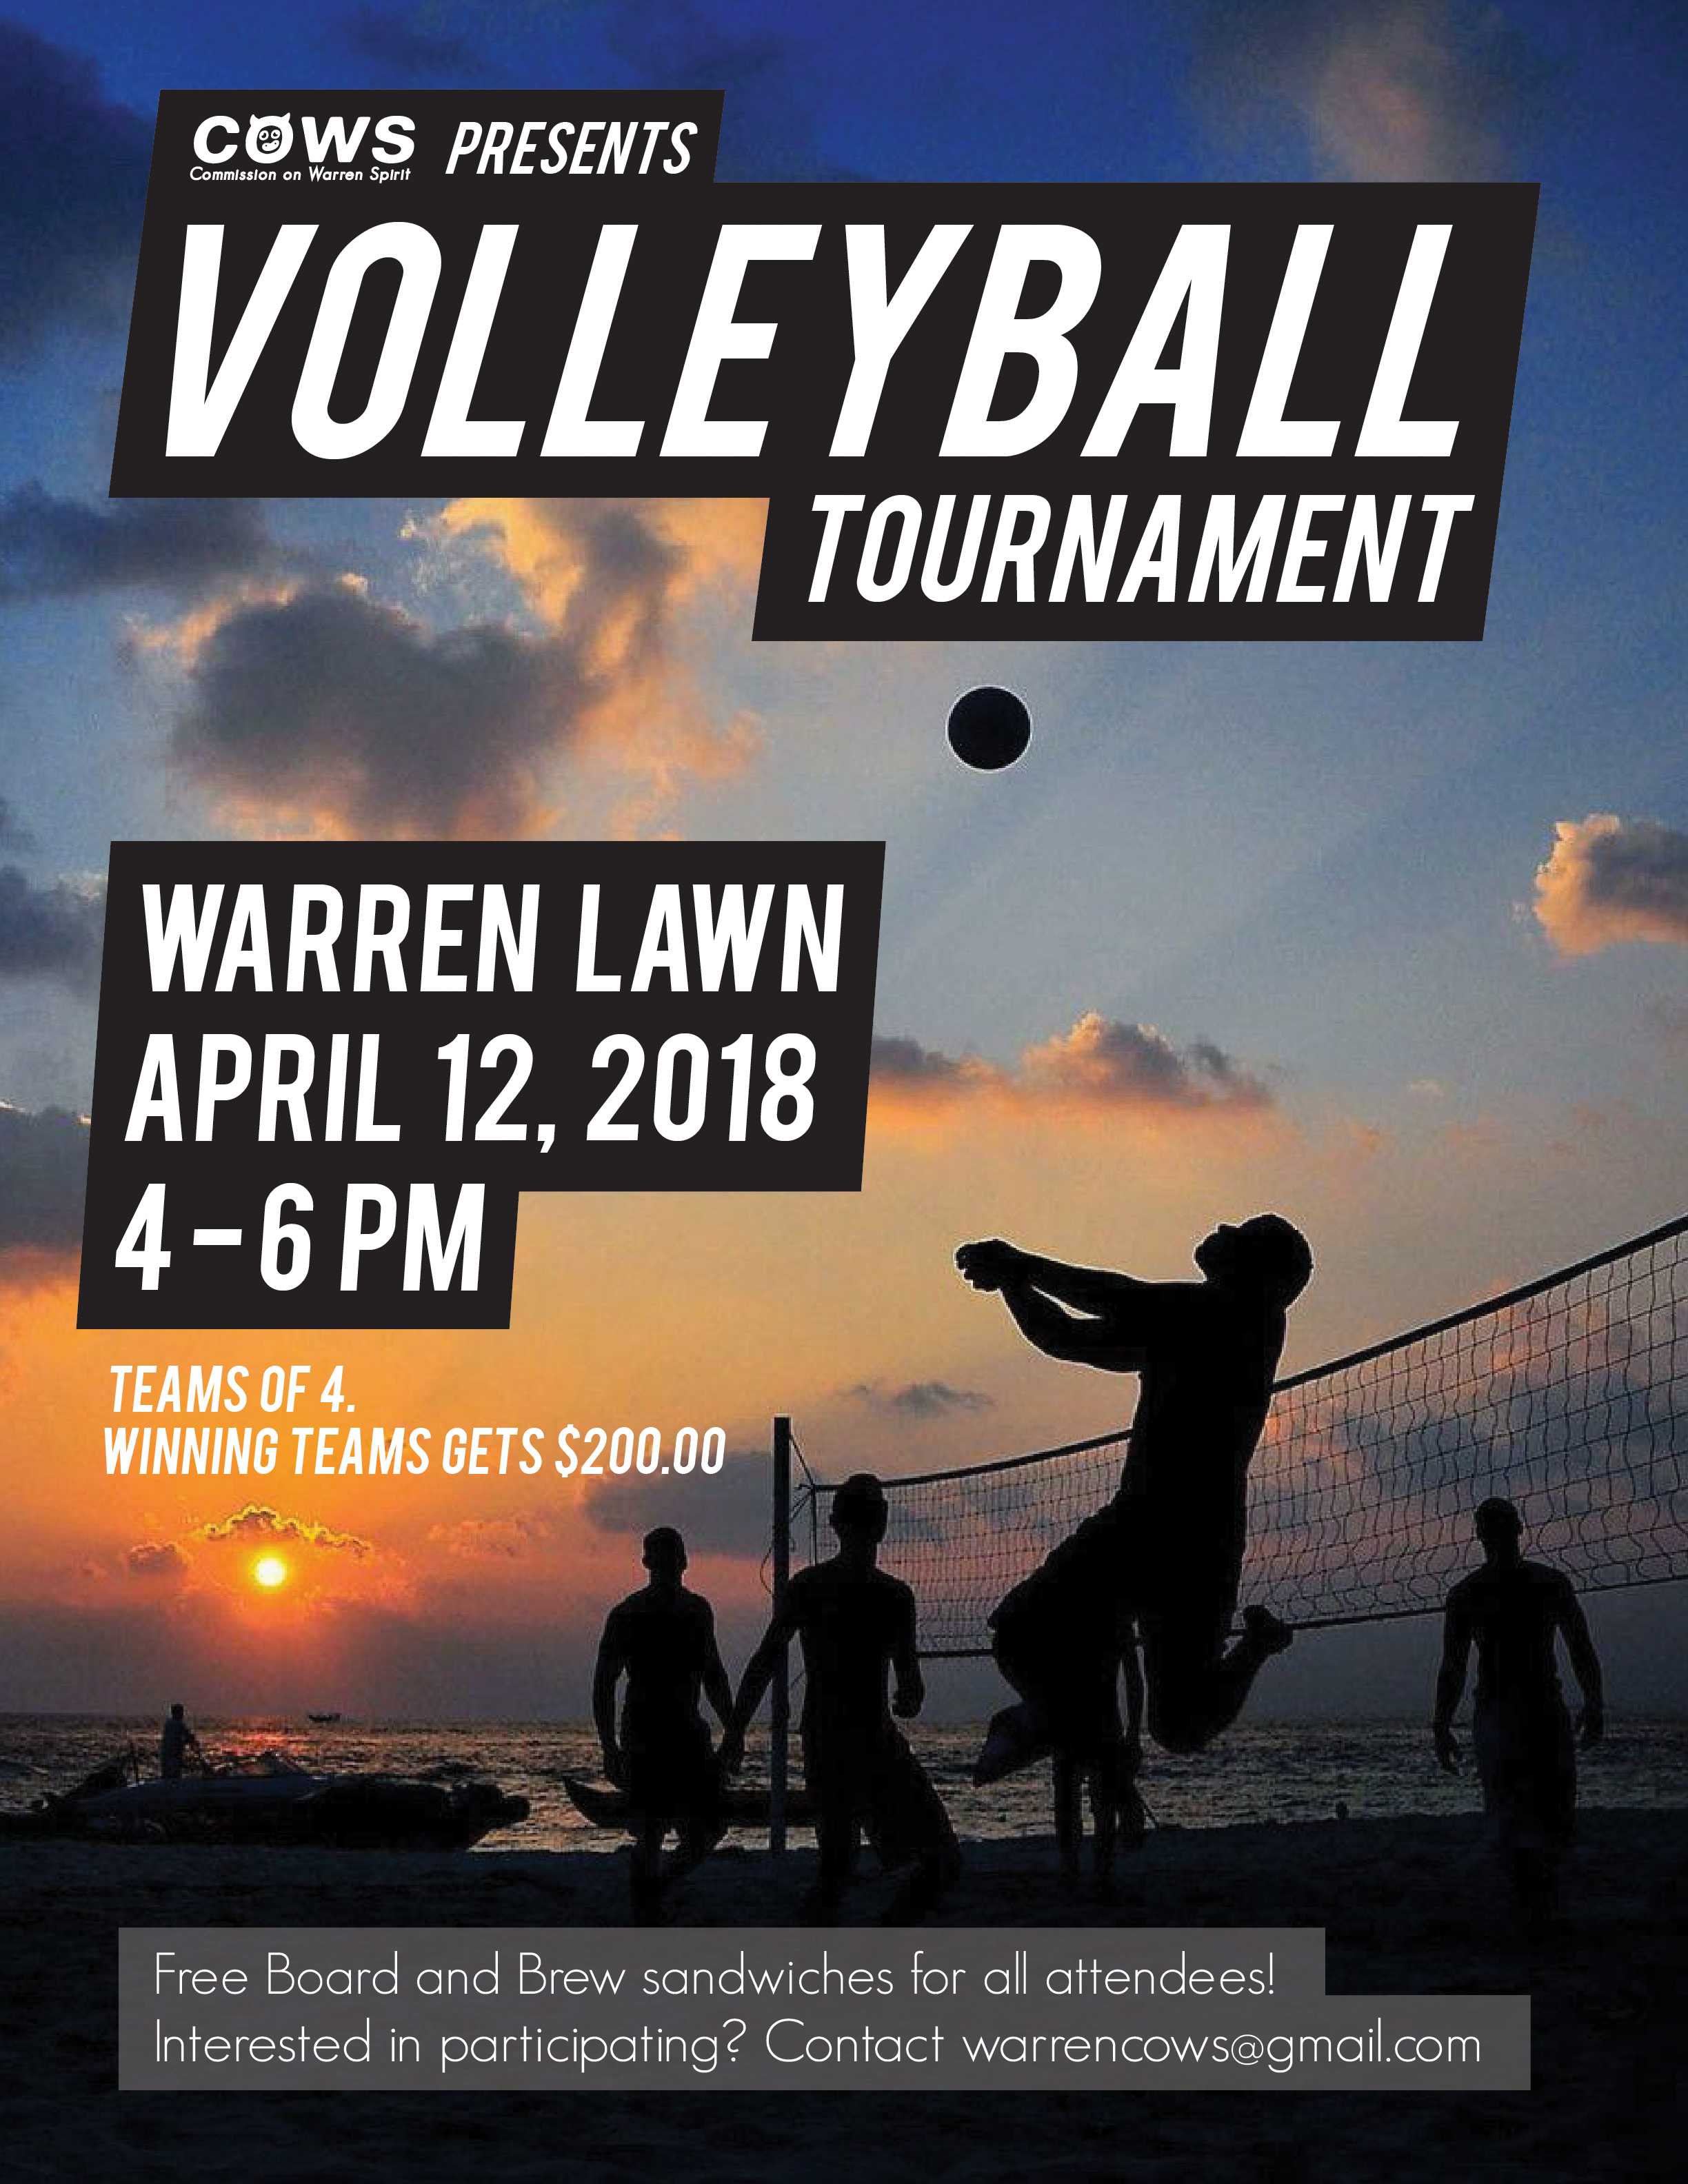 COWS PRESENTS
Commission on Warren Spirit
VOLLEYBALL
TOURNAMENT
WARREN LAWN
APRIL 12, 2018
4 – 6 PM
TEAMS OF 4.
WINNING TEAMS GETS $200.00
Free Board and Brew sandwiches for all attendees!
Interested in participating? Contact warrencows@gmail.com